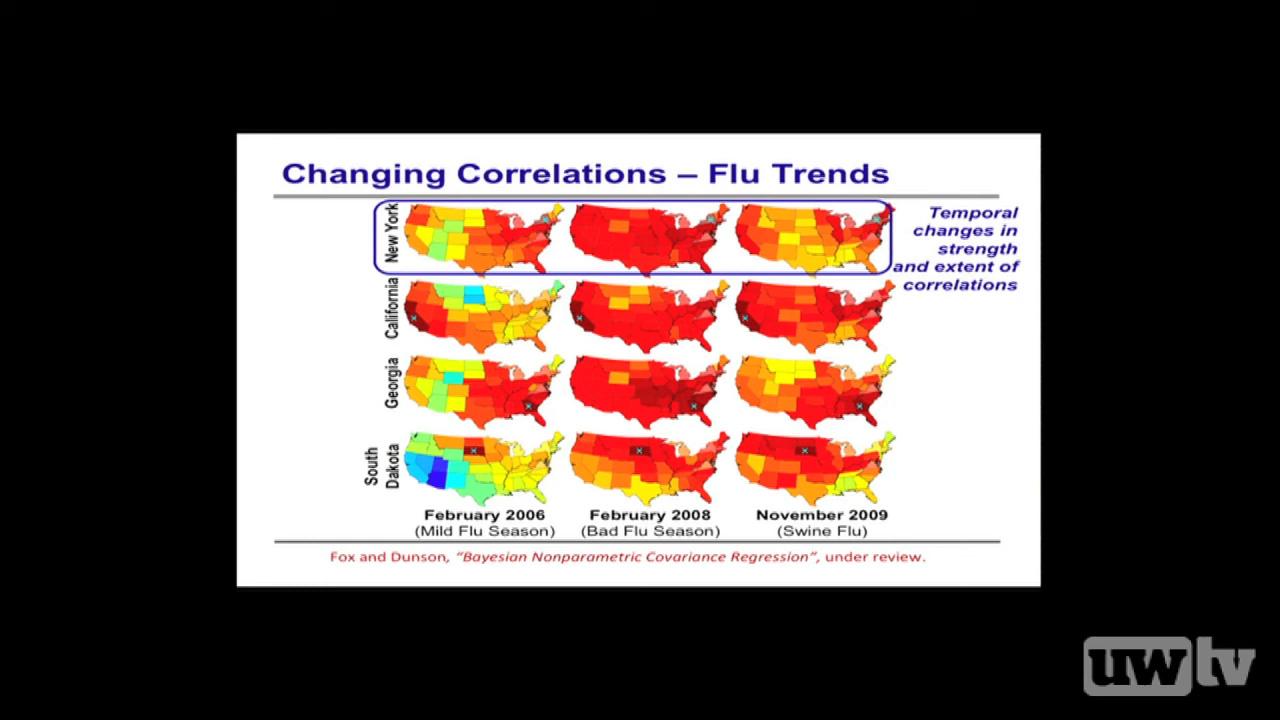 Changing Correlations – Flu Trends
New York
Temporal
changes in
strength
and extent of
correlations
California
Georgia
South
Dakota
February 2006
(Mild Flu Season)
February 2008
(Bad Flu Season)
November 2009
(Swine Flu)
Fox and Dunson, “Bayesian Nonparametric Covariance Regression”, under review.
uwtv